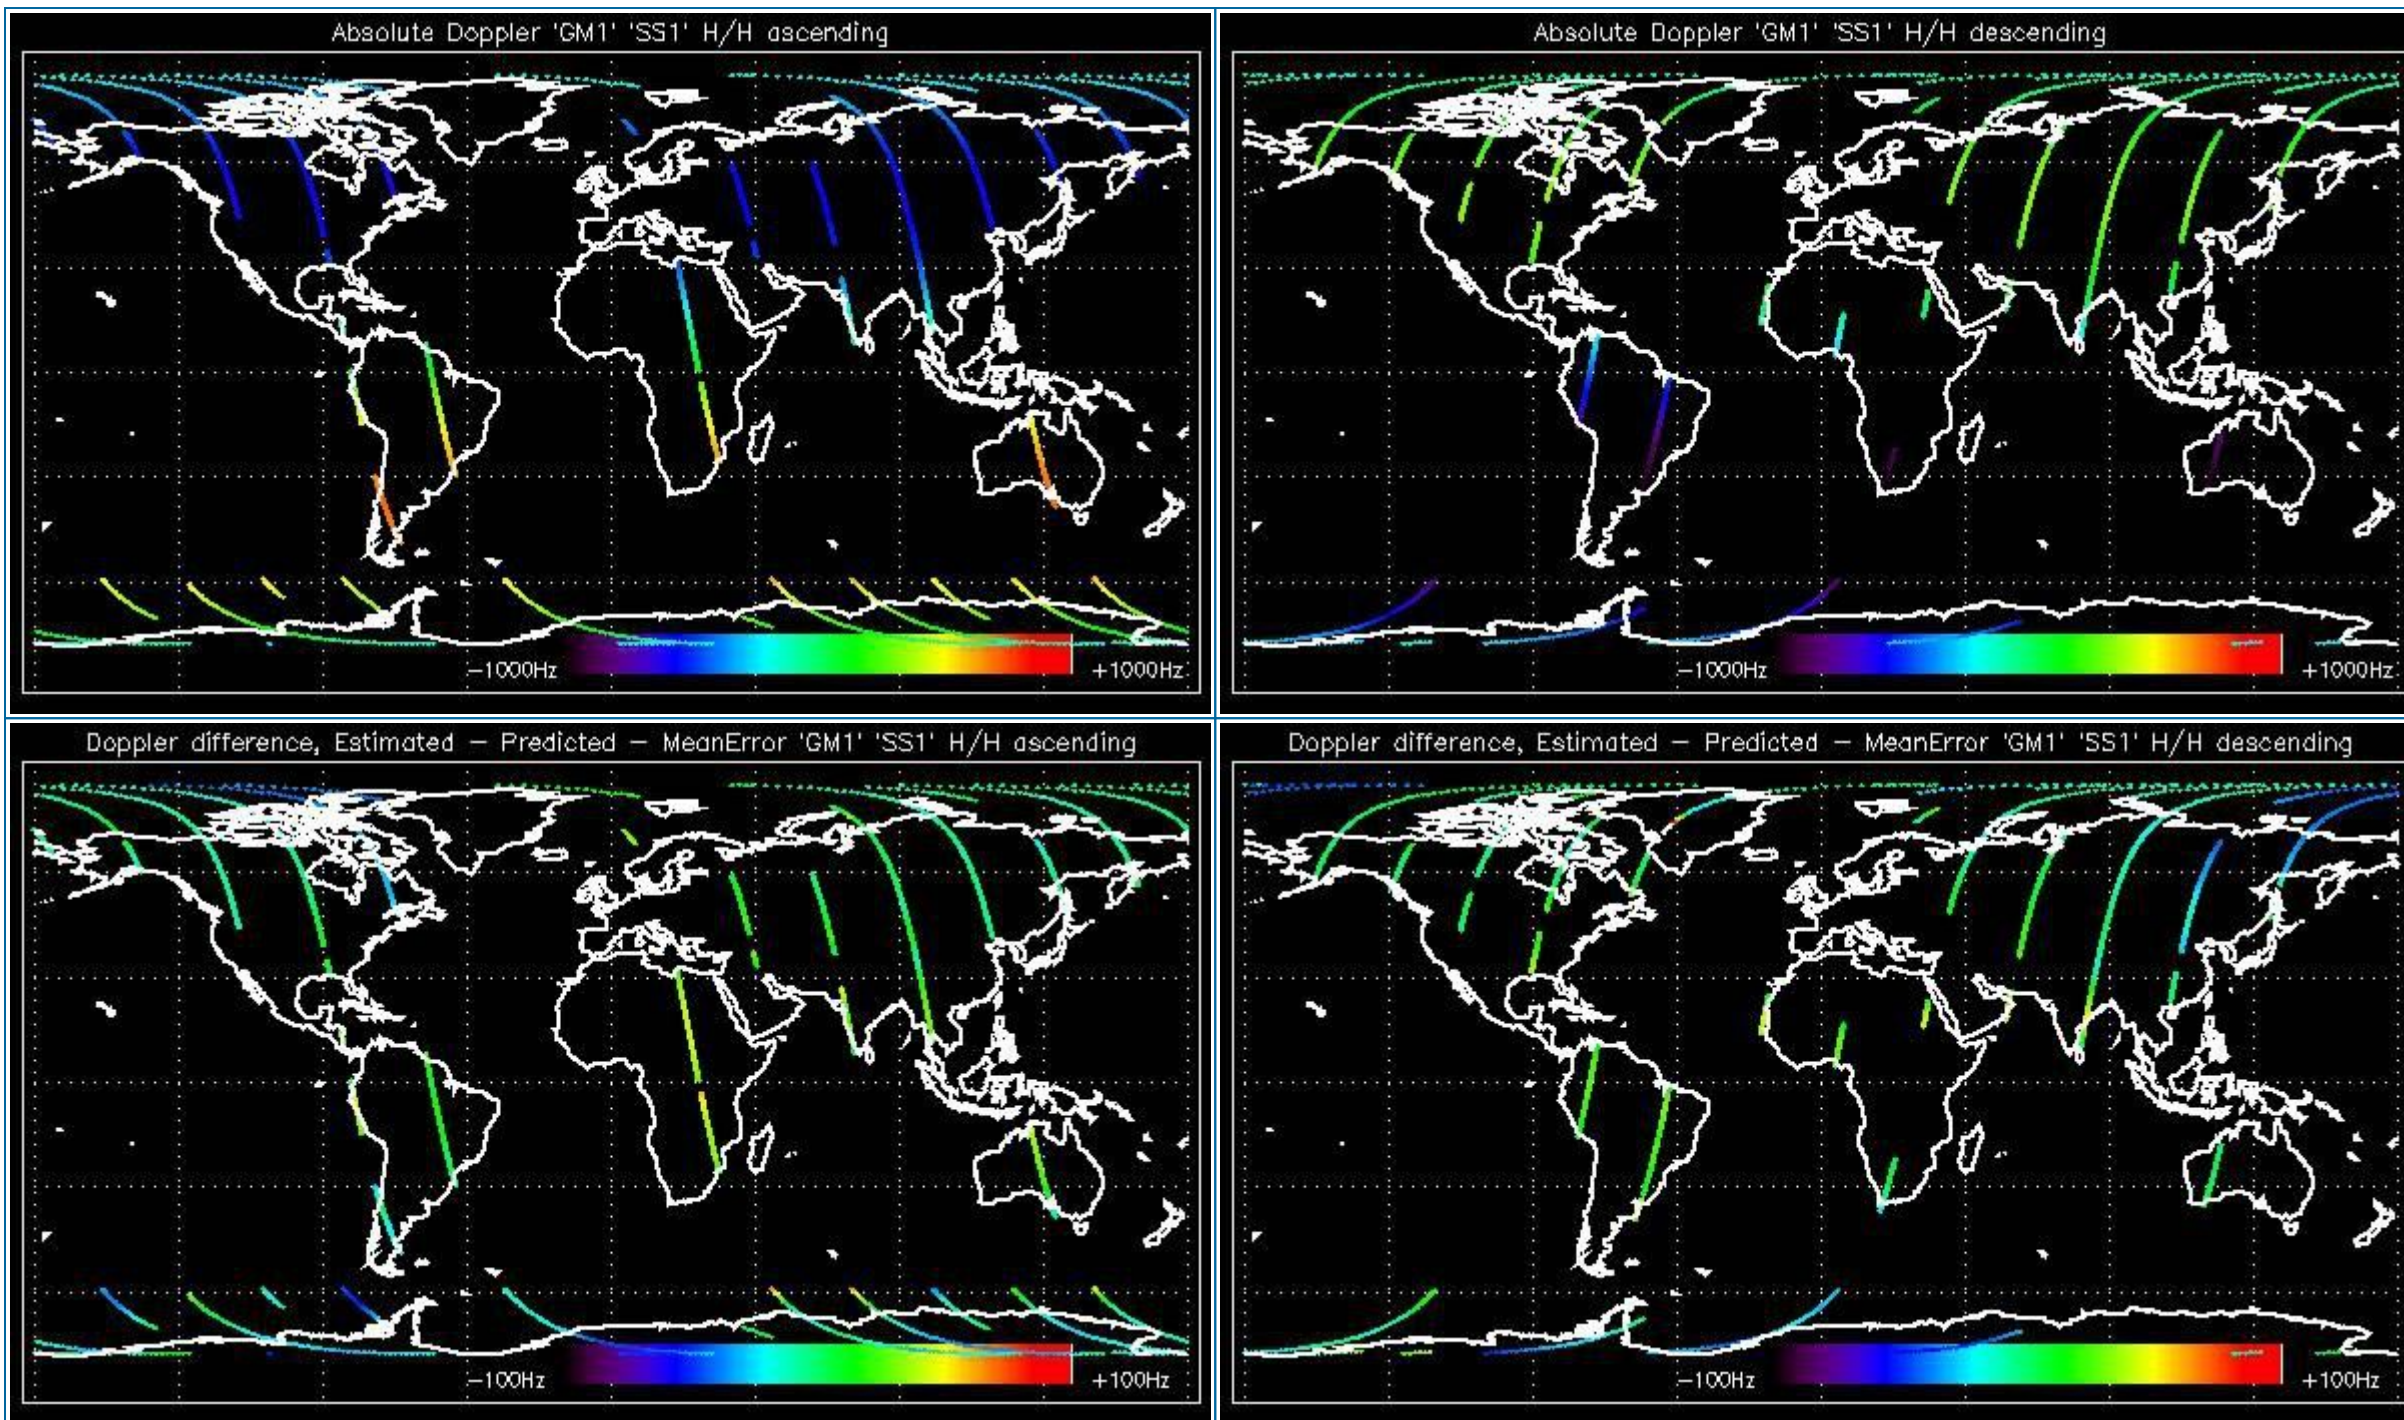 Absolute Doppler 'GM1' 'SS1' H/H ascending
−1000Hz
+1000Hz
Absolute Doppler 'GM1' 'SS1' H/H descending
−1000Hz
+1000Hz
Doppler difference, Estimated − Predicted − MeanError 'GM1' 'SS1' H/H ascending
−100Hz
+100Hz
Doppler difference, Estimated − Predicted − MeanError 'GM1' 'SS1' H/H descending
−100Hz
+100Hz